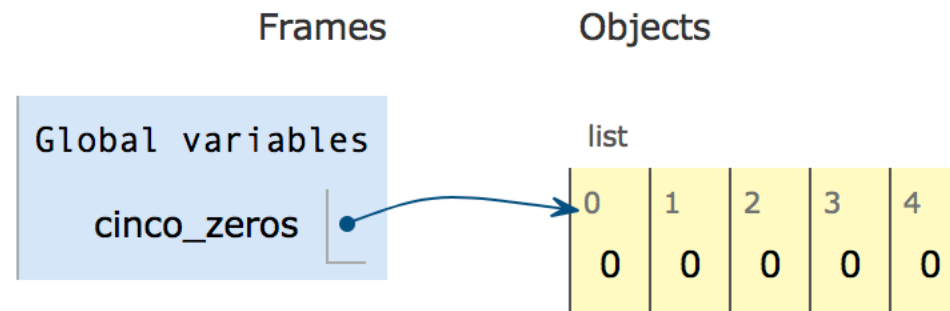 Frames Objects
Global variables
list
cinco_zeros
0 1 2 3 4
0 0 0 0 0